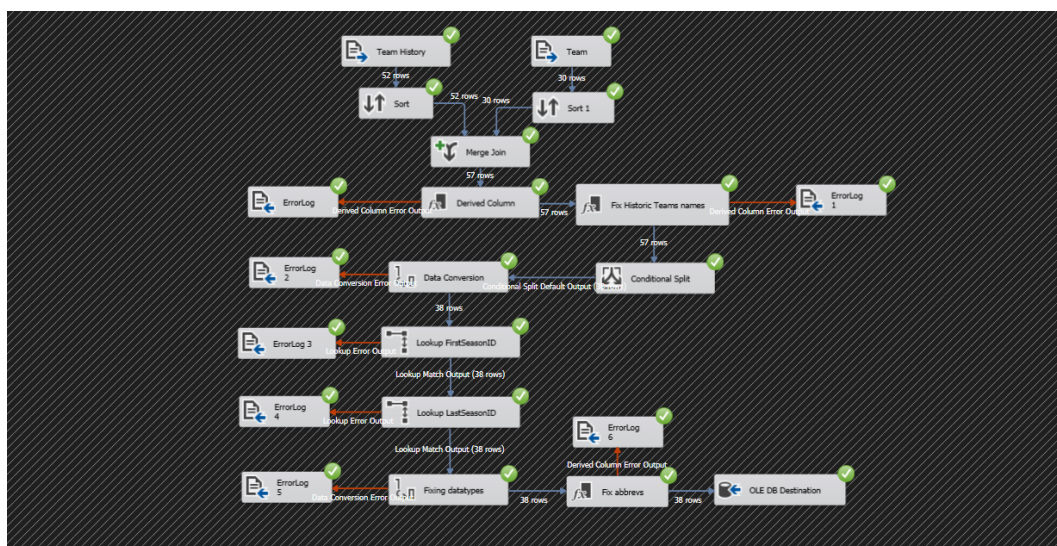 Team History
Team
52 rows
30 rows
Sort
52 rows
30 rows
Sort 1
Merge Join
57 rows
ErrorLog
Derived Column Error Output
Derived Column
57 rows
Fix Historic Teams names
Derived Column Error Output
ErrorLog
1
57 rows
ErrorLog
2
Data Conversion Error Output
Data Conversion
Conditional Split Default Output (38 rows)
Conditional Split
38 rows
ErrorLog 3
Lookup Error Output
Lookup FirstSeasonID
Lookup Match Output (38 rows)
ErrorLog
4
Lookup Error Output
Lookup LastSeasonID
Lookup Match Output (38 rows)
ErrorLog
6
Derived Column Error Output
ErrorLog
5
Data Conversion Error Output
Fixing datatypes
38 rows
Fix abbrevs
38 rows
OLE DB Destination